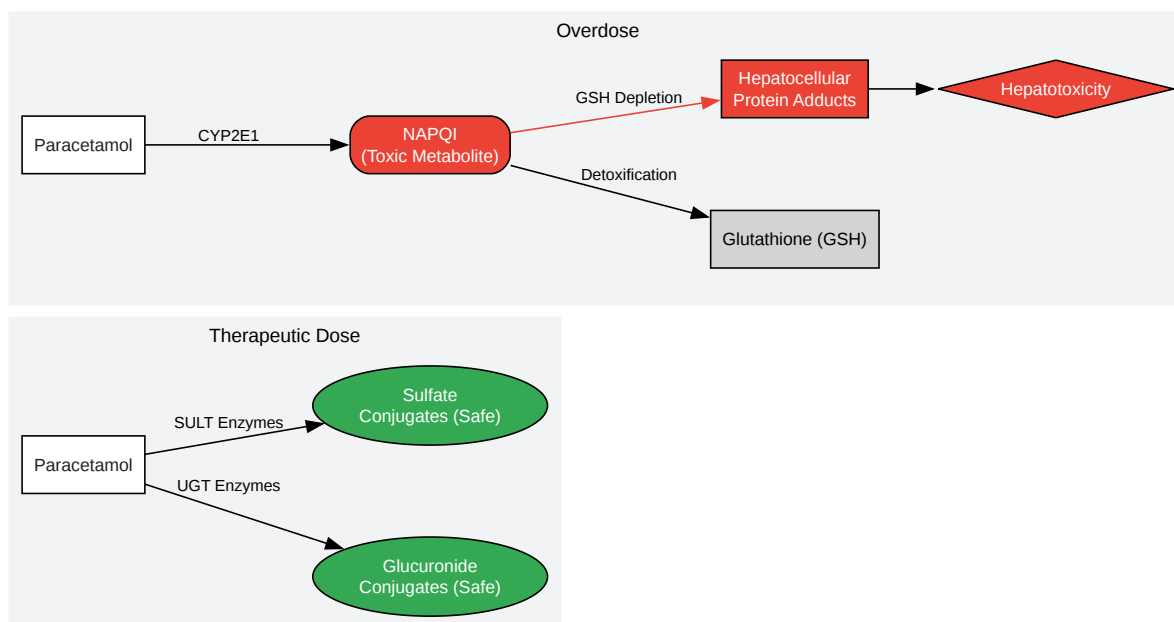 Overdose
Paracetamol
CYP2E1
NAPQI
(Toxic Metabolite)
GSH Depletion
Hepatocellular
Protein Adducts
Hepatotoxicity
Detoxification
Glutathione (GSH)
Therapeutic Dose
Paracetamol
SULT Enzymes
Sulfate
Conjugates (Safe)
UGT Enzymes
Glucuronide
Conjugates (Safe)